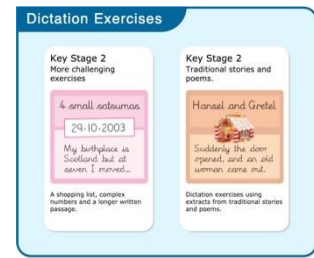 Dictation Exercises
Key Stage 2
More challenging
exercises
4 small satsumas
29-10-2003
My birthplace is
Scotland but at
seven I moved...
A shopping list, complex
numbers and a longer written
passage.
Key Stage 2
Traditional stories and
poems.
Hansel and Gretel
Suddenly the door
opened, and an old
woman came out.
Dictation exercises using
extracts from traditional stories
and poems.